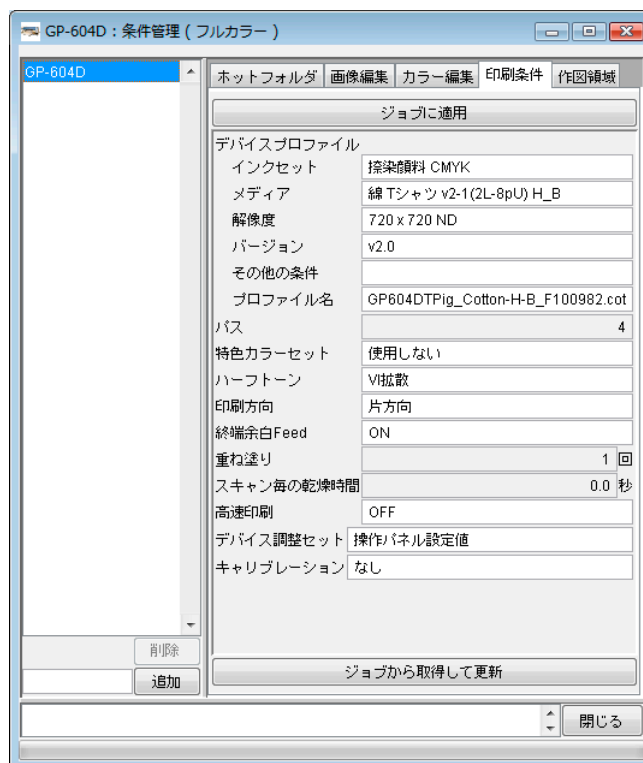 GP-604D：条件管理 ( フルカラー )
GP-604D
ホットフォルダ 画像編集 カラー編集 印刷条件 作図領域
ジョブに適用
デバイスプロファイル
インクセット 捺染顔料 CMYK
メディア 綿 Tシャツ v2-1(2L-8pU) H_B
解像度 720 x 720 ND
バージョン v2.0
その他の条件
プロファイル名 GP604DTPig_Cotton-H-B_F100982.cot
パス 4
特色カラーセット 使用しない
ハーフトーン VI拡散
印刷方向 片方向
終端余白Feed ON
重ね塗り 1 回
スキャン毎の乾燥時間 0.0 秒
高速印刷 OFF
デバイス調整セット 操作パネル設定値
キャリブレーション なし
削除
追加
ジョブから取得して更新
閉じる